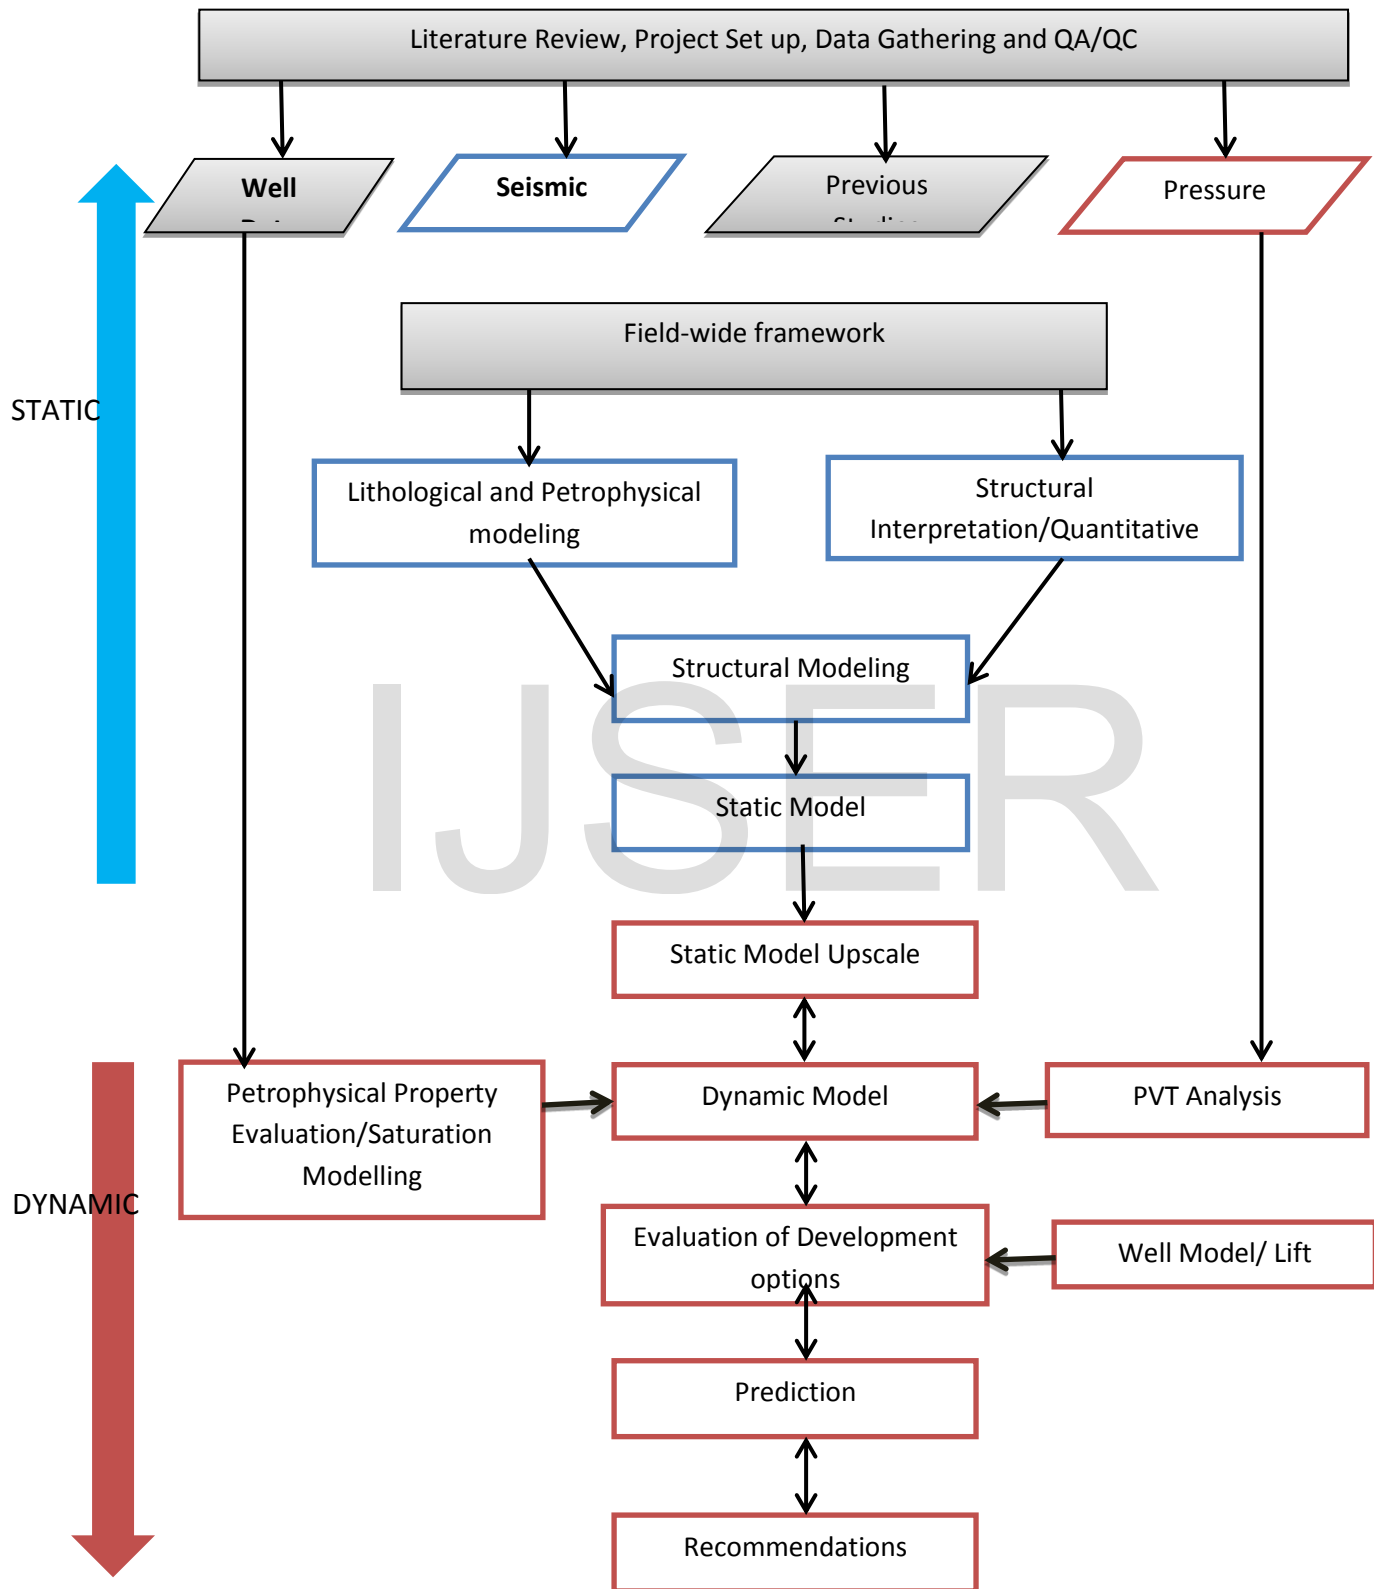 Literature Review, Project Set up, Data Gathering and QA/QC
Well
Seismic
Previous
Pressure
Field-wide framework
STATIC
Lithological and Petrophysical
modeling
Structural
Interpretation/Quantitative
Structural Modeling
IJSER
Static Model
Static Model Upscale
Petrophysical Property
Evaluation/Saturation
Modelling
Dynamic Model
PVT Analysis
DYNAMIC
Evaluation of Development
options
Well Model/ Lift
Prediction
Recommendations